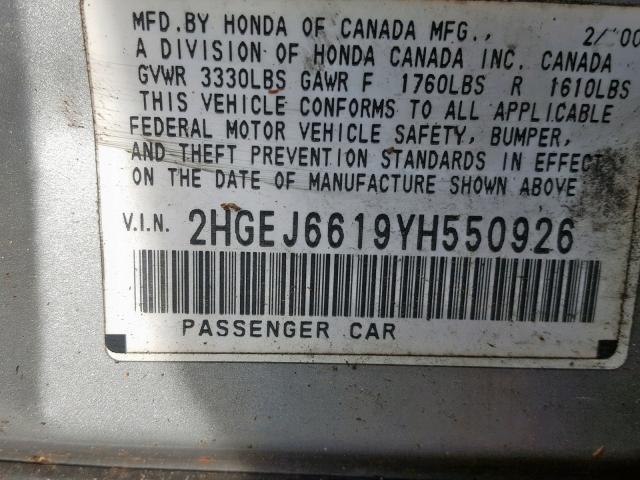 MFD. BY HONDA OF CANADA MFG., 2/00
A DIVISION OF HONDA CANADA INC. CANADA
GVWR 3330LBS GAWR F 1760LBS R 1610LBS
THIS VEHICLE CONFORMS TO ALL APPLICABLE
FEDERAL MOTOR VEHICLE SAFETY, BUMPER,
AND THEFT PREVENTION STANDARDS IN EFFECT
ON THE DATE OF MANUFACTURE SHOWN ABOVE
V.I.N. 2HGEJ6619YH550926
PASSENGER CAR